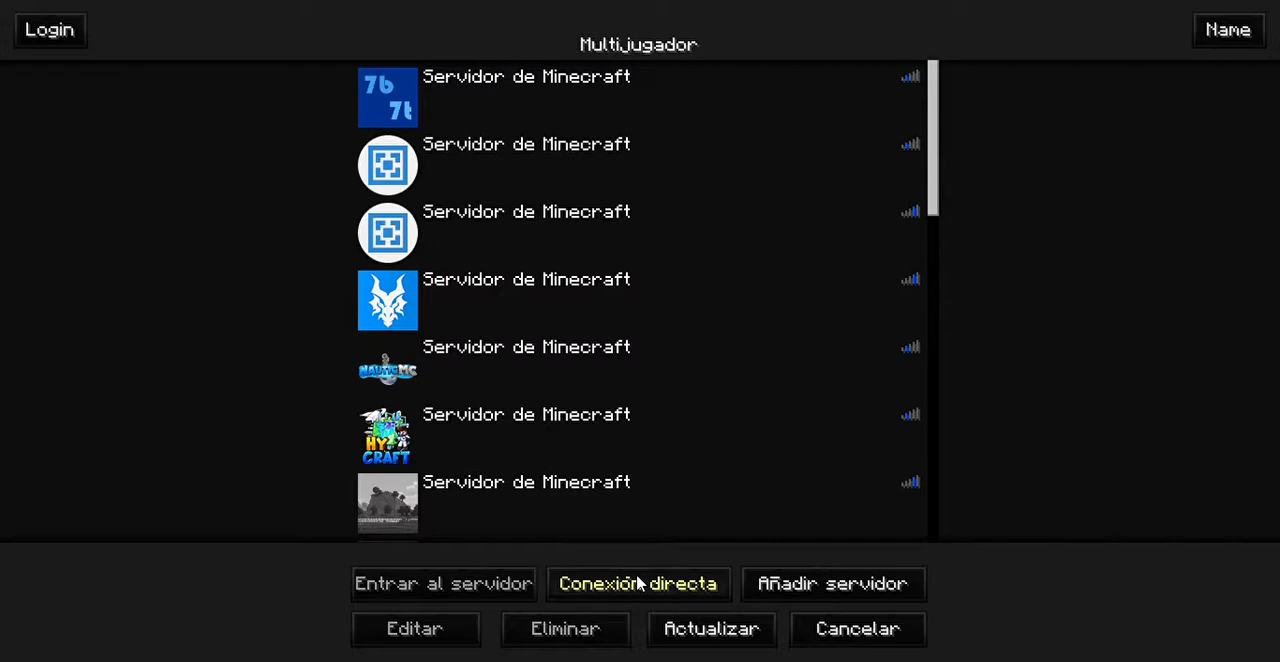 Login
Multijugador
Name
7b
7t
Servidor de Minecraft
Servidor de Minecraft
Servidor de Minecraft
Servidor de Minecraft
Servidor de Minecraft
NAUTICMC
Servidor de Minecraft
HY
CRAFT
Servidor de Minecraft
Entrar al servidor
Conexión directa
Añadir servidor
Editar
Eliminar
Actualizar
Cancelar